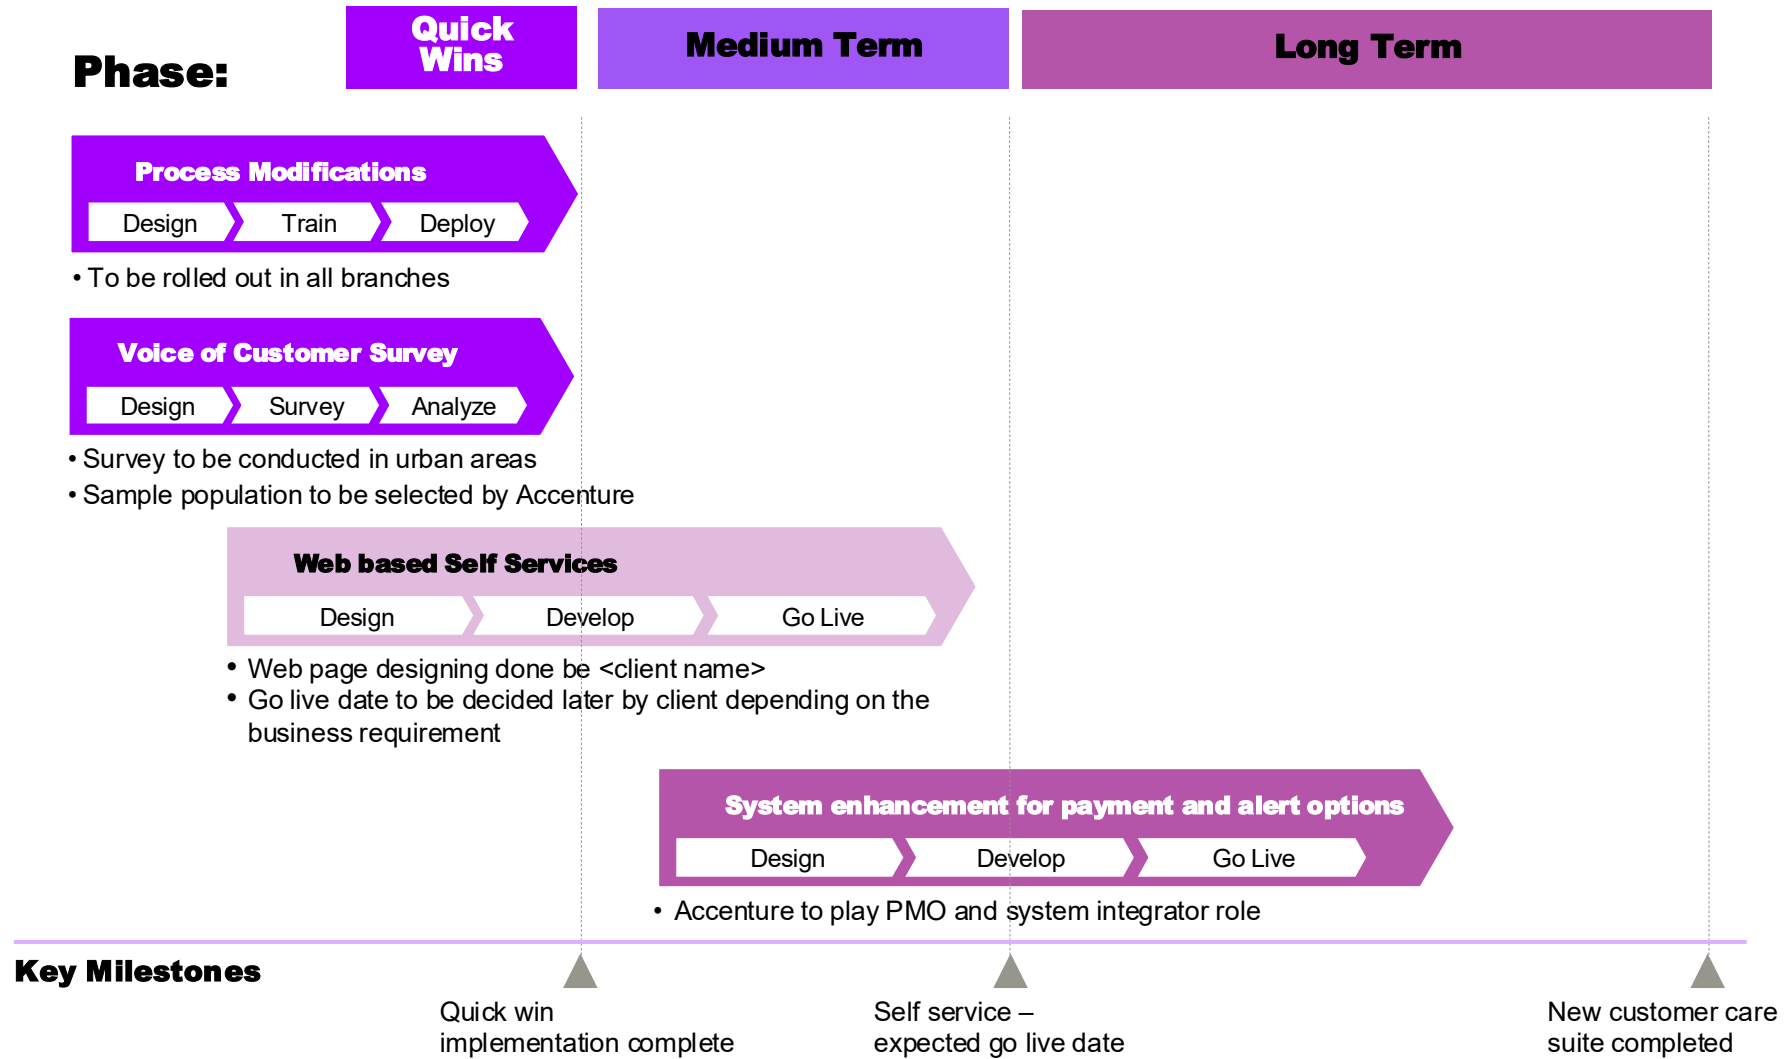 Phase:
Quick
Wins
Medium Term
Long Term
Process Modifications
Design Train Deploy
• To be rolled out in all branches
Voice of Customer Survey
Design Survey Analyze
• Survey to be conducted in urban areas
• Sample population to be selected by Accenture
Web based Self Services
Design Develop Go Live
• Web page designing done be <client name>
• Go live date to be decided later by client depending on the
business requirement
System enhancement for payment and alert options
Design Develop Go Live
• Accenture to play PMO and system integrator role
Key Milestones
Quick win
implementation complete
Self service –
expected go live date
New customer care
suite completed